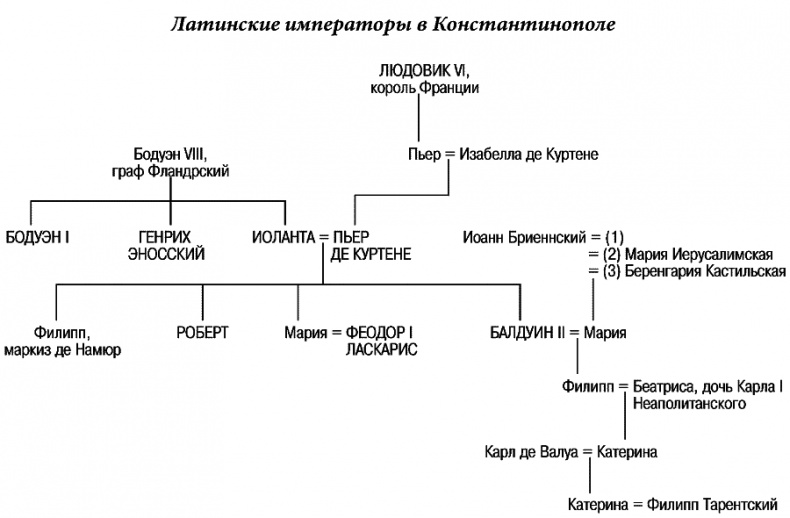 Латинские императоры в Константинополе
ЛЮДОВИК VI,
король Франции
Бодуэн VIII,
граф Фландрский
Пьер = Изабелла де Куртене
БОДУЭН I
ГЕНРИХ
ЭНОССКИЙ
ИОЛАНТА = ПЬЕР
ДЕ КУРТЕНЕ
Иоанн Бриеннский = (1)
= (2) Мария Иерусалимская
= (3) Беренгария Кастильская
Филипп,
маркиз де Намюр
РОБЕРТ
Мария = ФЕОДОР I
ЛАСКАРИС
БАЛДУИН II = Мария
Филипп = Беатриса, дочь Карла I
Неаполитанского
Карл де Валуа = Катерина
Катерина = Филипп Тарентский